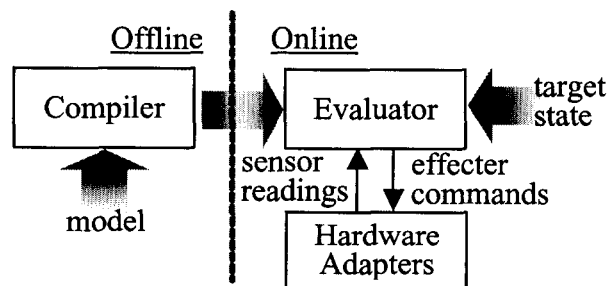 Offline
Online
Compiler
Evaluator
target
state
model
sensor
readings
effecter
commands
Hardware
Adapters